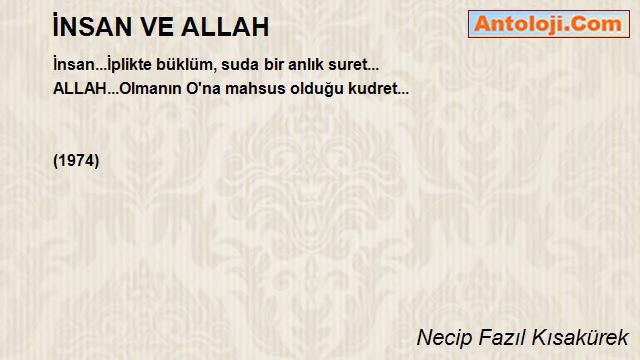 Antoloji.Com
İNSAN VE ALLAH
İnsan...İplikte büklüm, suda bir anlık suret...
ALLAH...Olmanın O'na mahsus olduğu kudret...
(1974)
Necip Fazıl Kısakürek